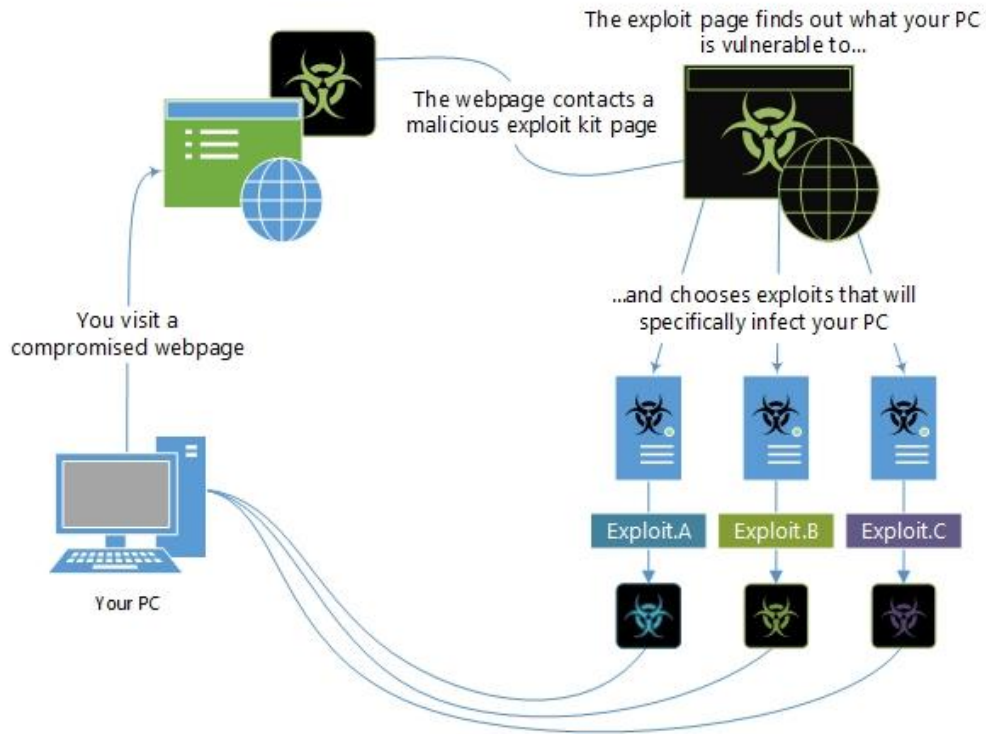 The exploit page finds out what your PC
is vulnerable to...
The webpage contacts a
malicious exploit kit page
...and chooses exploits that will
specifically infect your PC
You visit a
compromised webpage
Exploit.A
Exploit.B
Exploit.C
Your PC